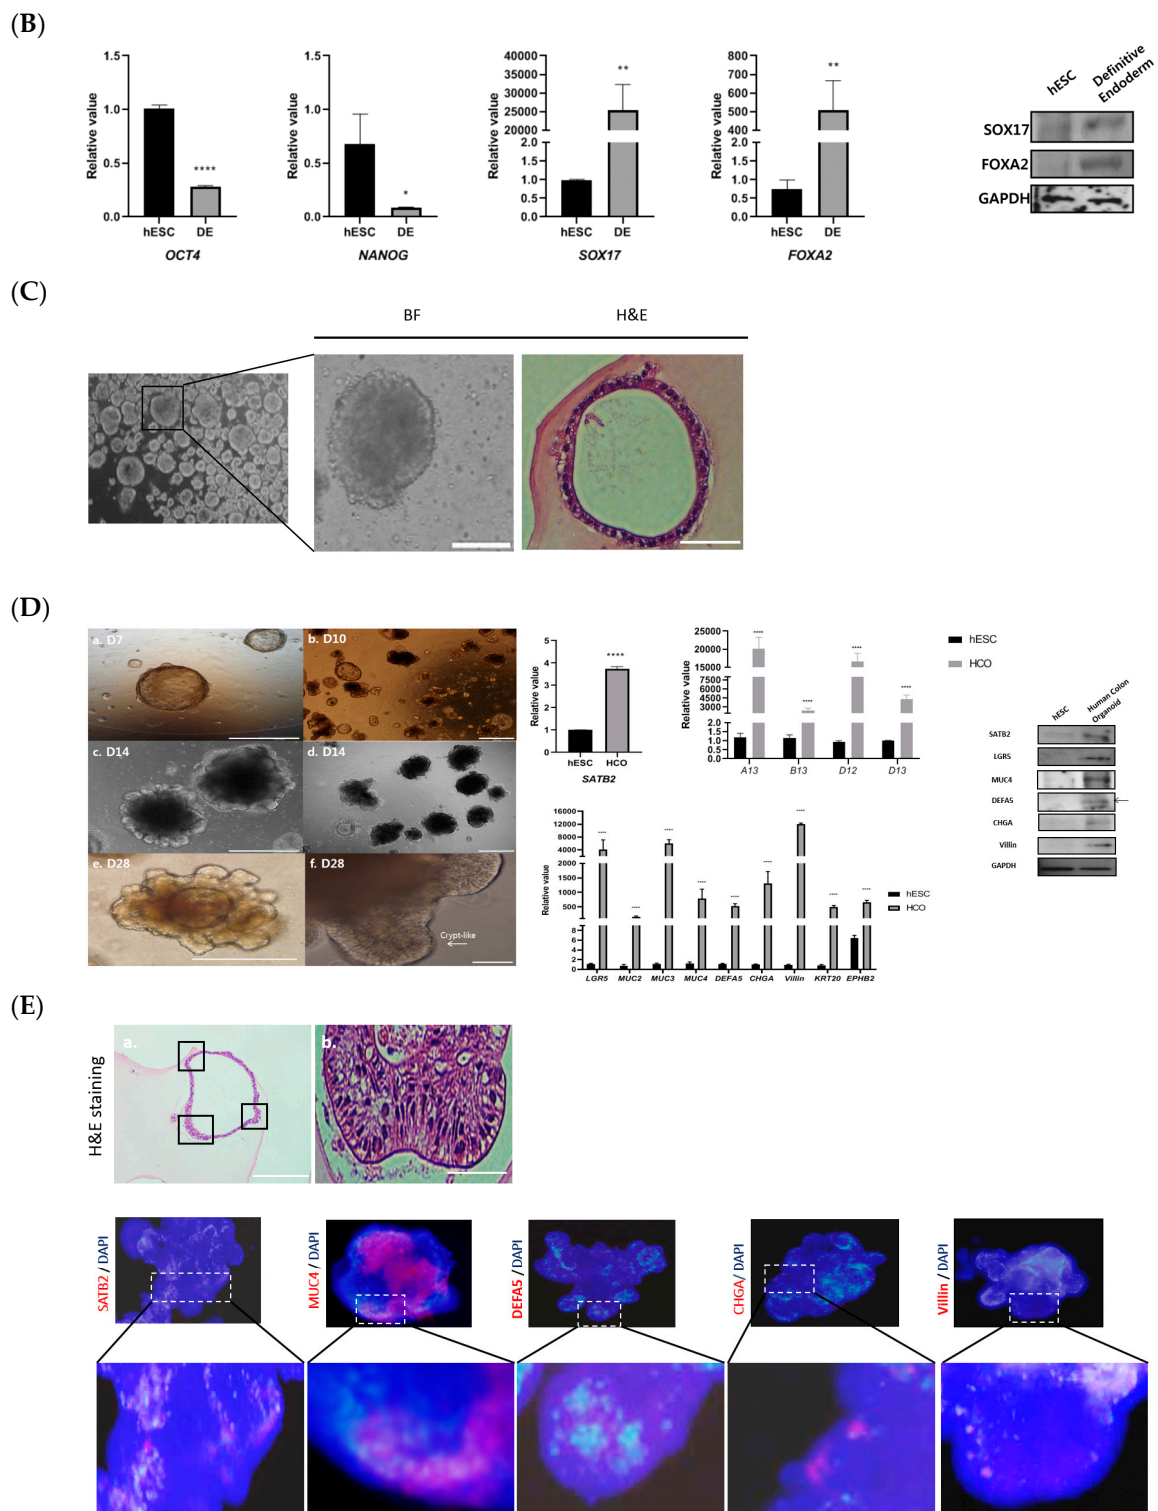 (B)
Relative value
1.5
1.0
0.5
0.0
****
hESC DE
OCT4
Relative value
1.5
1.0
0.5
0.0
*
hESC DE
NANOG
Relative value
40000
35000
30000
25000
20000
2.0
1.5
1.0
0.5
0.0
**
hESC DE
SOX17
Relative value
800
700
600
500
400
2.0
1.5
1.0
0.5
0.0
**
hESC DE
FOXA2
hESC
Definitive
Endoderm
SOX17
FOXA2
GAPDH
(C)
BF H&E
(D)
a. D7
b. D10
c. D14
d. D14
e. D28
f. D28
Crypt-like
Relative value
5
4
3
2
1
0
****
hESC HCO
SATB2
Relative value
25000
20000
15000
7500
6000
4500
3000
2.0
1.5
1.0
0.5
0.0
**** **** **** ****
A13 B13 D12 D13
hESC
HCO
Relative value
16000
12000
8000
4000
2000
1500
1000
500
8
6
4
2
0
**** **** **** **** **** **** **** **** ****
LGR5 MUC2 MUC3 MUC4 DEFA5 CHGA Villin KRT20 EPHB2
hESC
HCO
hESC
Human Colon
Organoid
SATB2
LGR5
MUC4
DEFA5
CHGA
Villin
GAPDH
(E)
H&E staining
a.
b.
SATB2 / DAPI
MUC4 / DAPI
DEFA5 / DAPI
CHGA/ DAPI
Villin / DAPI